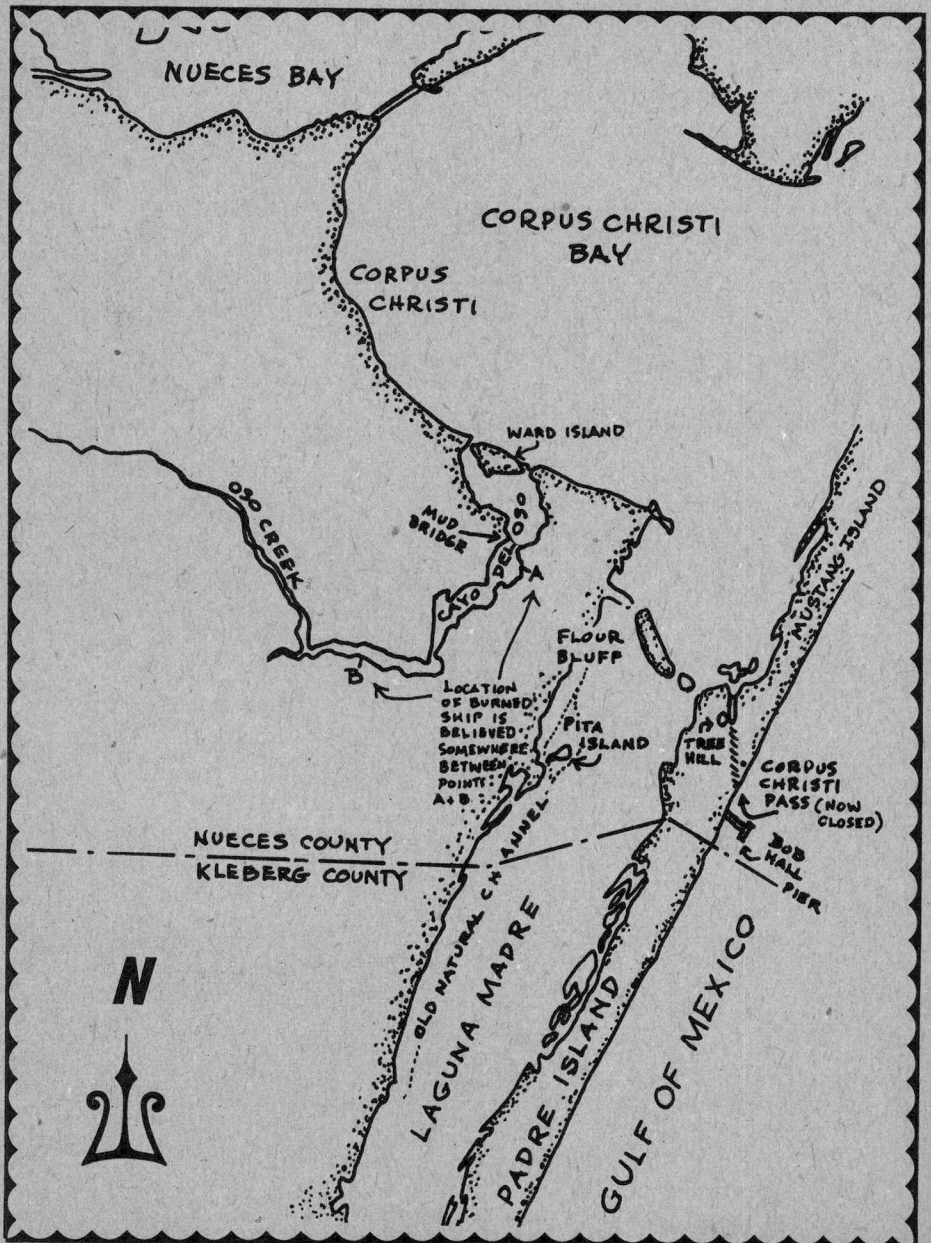 NUECES BAY
CORPUS CHRISTI
BAY
CORPUS
CHRISTI
WARD ISLAND
OSO CREEK
MUD
BRIDGE
CAYO DEL OSO
A
MUSTANG ISLAND
FLOUR
BLUFF
B
LOCATION
OF BURNED
SHIP IS
BELIEVED
SOMEWHERE
BETWEEN
POINTS
A + B
PITA
ISLAND
TREE
HILL
CORPUS
CHRISTI
PASS (NOW
CLOSED)
BOB
HALL
PIER
NUECES COUNTY
KLEBERG COUNTY
OLD NATURAL CHANNEL
LAGUNA MADRE
PADRE ISLAND
GULF OF MEXICO
N